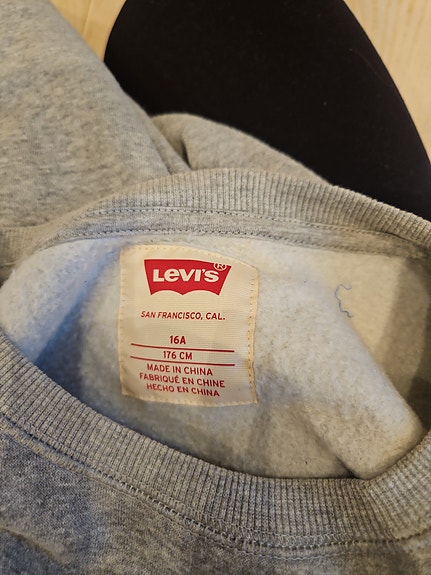 LEVI'S®
SAN FRANCISCO, CAL.
16A
176 CM
MADE IN CHINA
FABRIQUÉ EN CHINE
HECHO EN CHINA